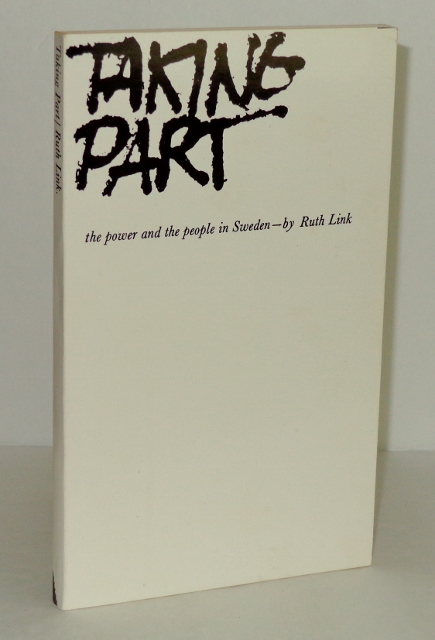 TAKING
PART
the power and the people in Sweden—by Ruth Link
Taking Part / Ruth Link.